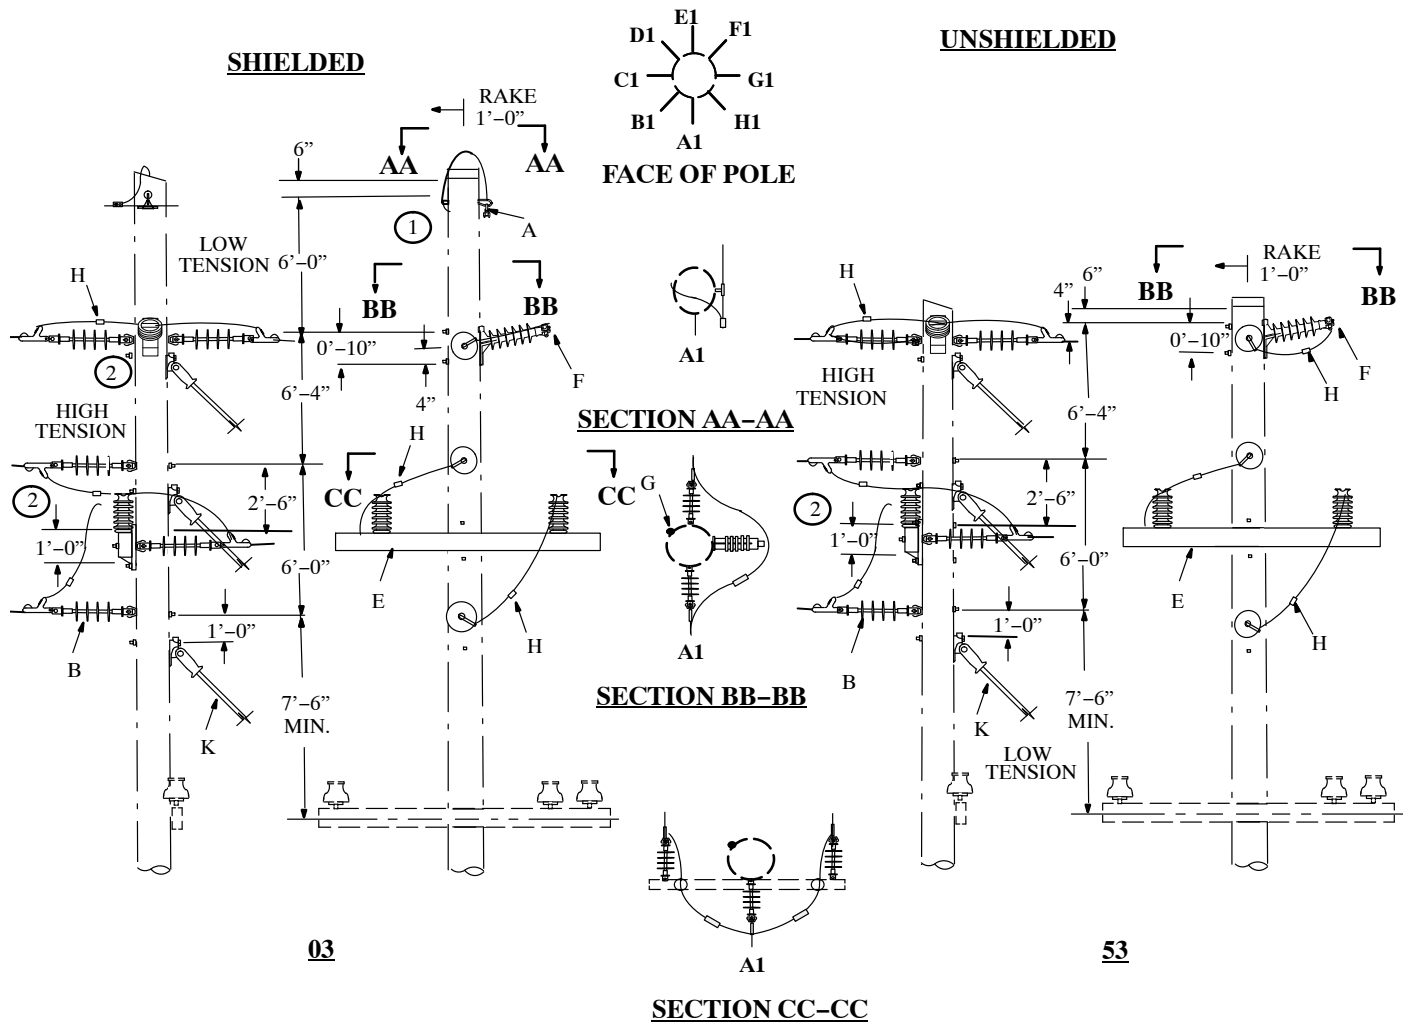 SHIELDED
UNSHIELDED
E1
D1
F1
C1
G1
B1
H1
A1
FACE OF POLE
RAKE
1'-0"
AA
AA
6"
1
A
LOW
TENSION
6'-0"
H
BB
BB
0'-10"
2
6'-4"
4"
F
HIGH
TENSION
H
2
CC
CC
2'-6"
1'-0"
6'-0"
E
H
1'-0"
B
K
7'-6"
MIN.
03
A1
SECTION AA-AA
G
A1
SECTION BB-BB
A1
SECTION CC-CC
H
6"
4"
BB
RAKE
1'-0"
BB
0'-10"
H
F
HIGH
TENSION
6'-4"
2
2'-6"
1'-0"
6'-0"
E
H
1'-0"
B
K
7'-6"
MIN.
LOW
TENSION
53